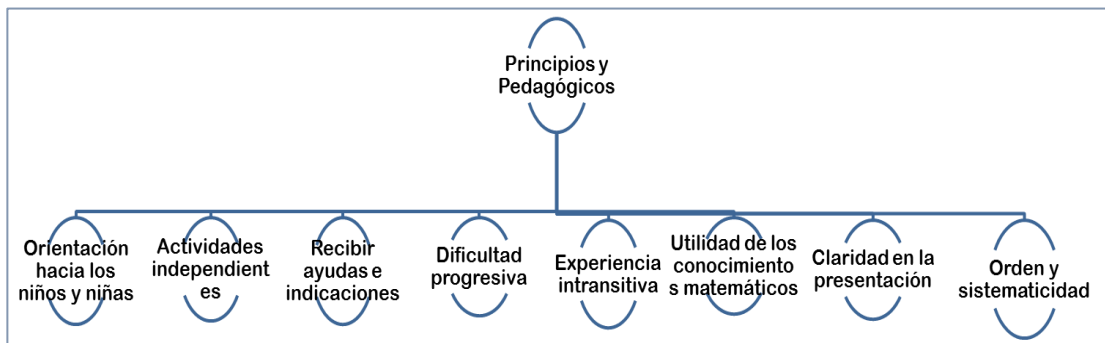 Principios y
Pedagógicos
Orientación
hacia los
niños y niñas
Actividades
independient
es
Recibir
ayudas e
indicaciones
Dificultad
progresiva
Experiencia
intransitiva
Utilidad de los
conocimiento
s matemáticos
Claridad en la
presentación
Orden y
sistematicidad